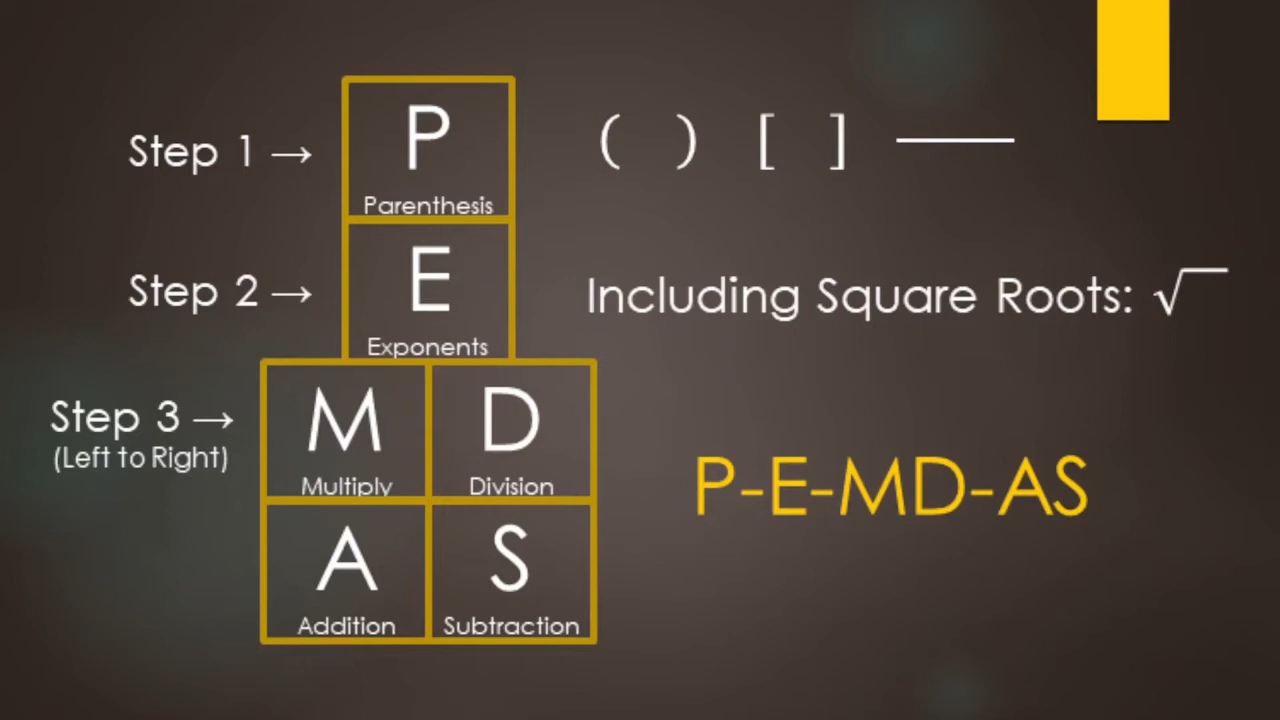 Step 1 → P ( ) [ ] —
Parenthesis
Step 2 → E Including Square Roots: √
Exponents
Step 3 → M D
(Left to Right)
Multiply Division
P-E-MD-AS
A S
Addition Subtraction